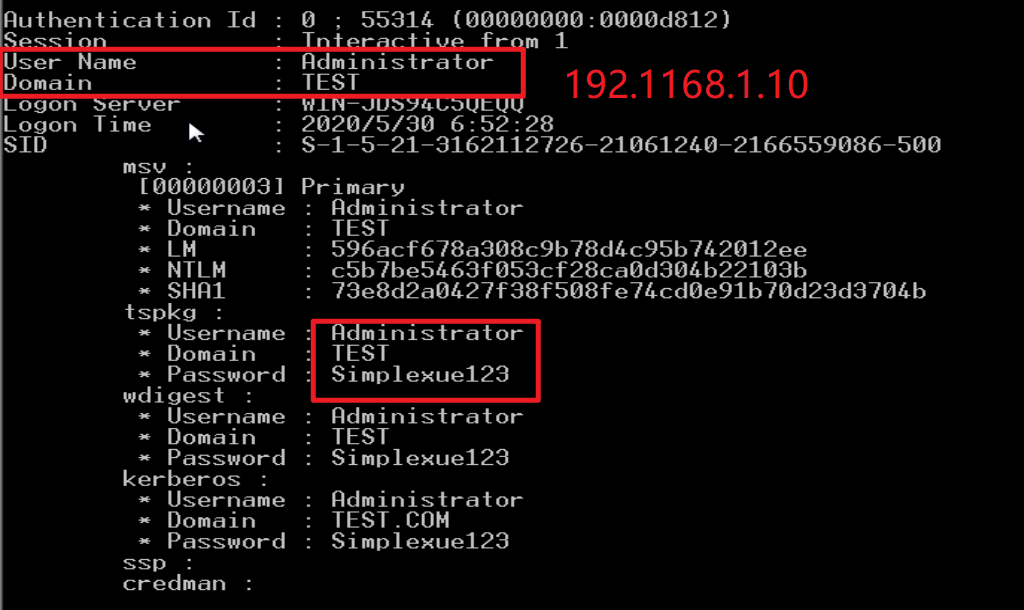 Authentication Id : 0 ; 55314 (00000000:0000d812)
Session           : Interactive from 1
User Name         : Administrator
Domain            : TEST
192.1168.1.10
Logon Server      : WIN-JDS94C5QEQQ
Logon Time        : 2020/5/30 6:52:28
SID               : S-1-5-21-3162112726-21061240-2166559086-500
msv :
[00000003] Primary
* Username : Administrator
* Domain   : TEST
* LM       : 596acf678a308c9b78d4c95b742012ee
* NTLM     : c5b7be5463f053cf28ca0d304b22103b
* SHA1     : 73e8d2a0427f38f508fe74cd0e91b70d23d3704b
tspkg :
* Username : Administrator
* Domain   : TEST
* Password : Simplexue123
wdigest :
* Username : Administrator
* Domain   : TEST
* Password : Simplexue123
kerberos :
* Username : Administrator
* Domain   : TEST.COM
* Password : Simplexue123
ssp :
credman :